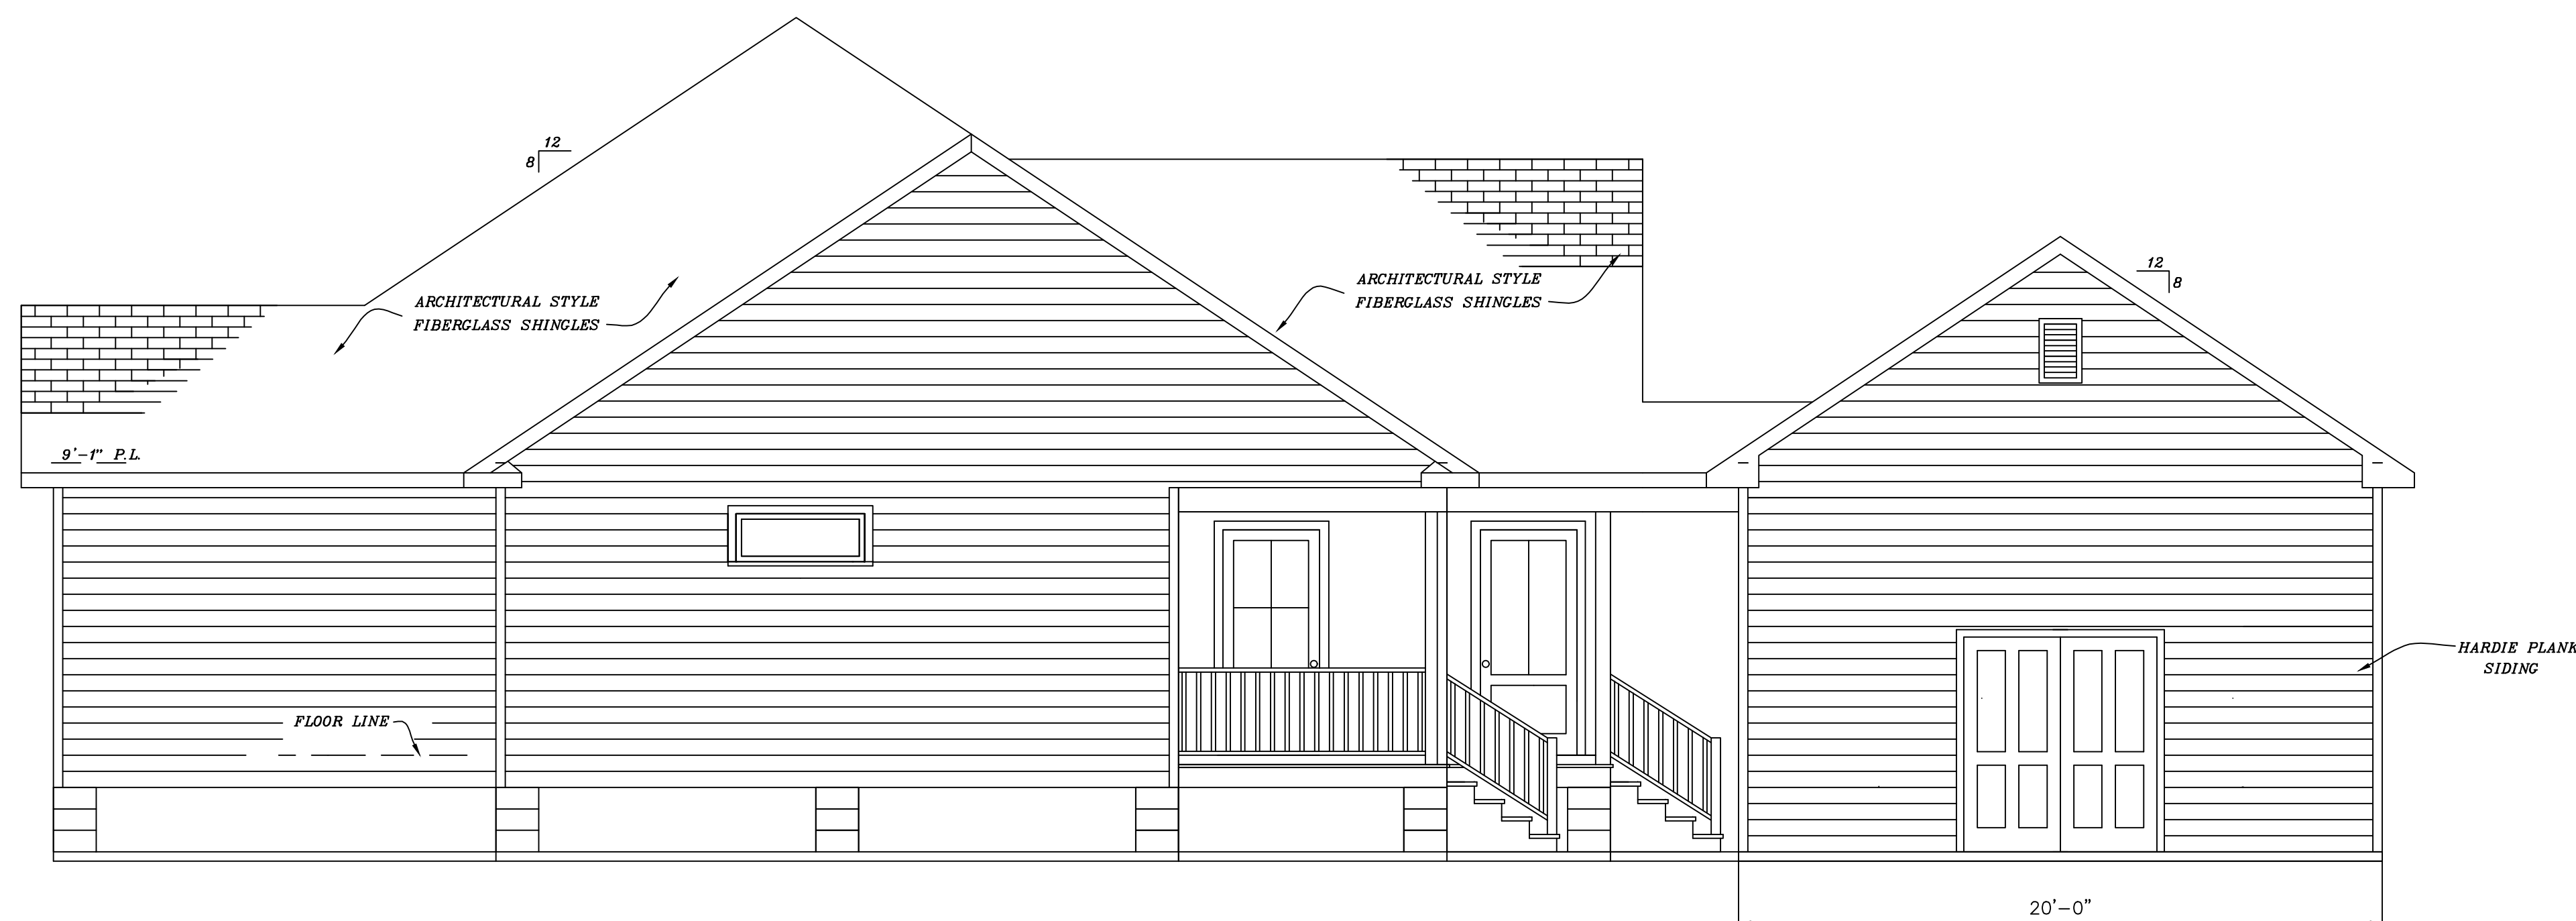 12
8
12
8
ARCHITECTURAL STYLE
FIBERGLASS SHINGLES
ARCHITECTURAL STYLE
FIBERGLASS SHINGLES
9'-1" P.L.
HARDIE PLANK
SIDING
FLOOR LINE
20'-0"